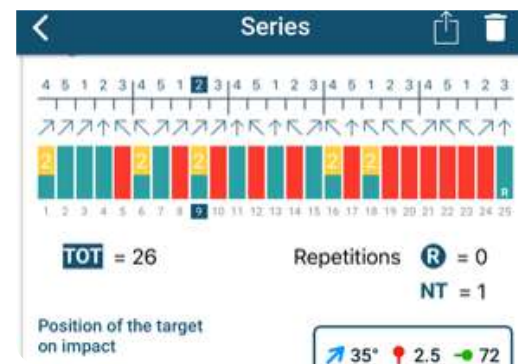 Series
4 5 1 2 3 4 5 1 2 3 4 5 1 2 3 4 5 1 2 3 4 5 1 2 3
2 2 2 2 2
R
1 2 3 4 5 6 7 8 9 10 11 12 13 14 15 16 17 18 19 20 21 22 23 24 25
TOT = 26 Repetitions R = 0
NT = 1
Position of the target
on impact
35° 2.5 72